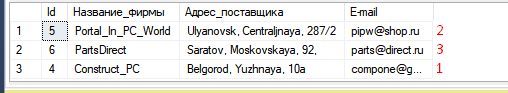 Id Название_фирмы Адрес_поставщика E-mail
1 5 Portal_In_PC_World Ulyanovsk, Centraljnaya, 287/2 pipw@shop.ru 2
2 6 PartsDirect Saratov, Moskovskaya, 92, parts@direct.ru 3
3 4 Construct_PC Belgorod, Yuzhnaya, 10a compone@g... 1